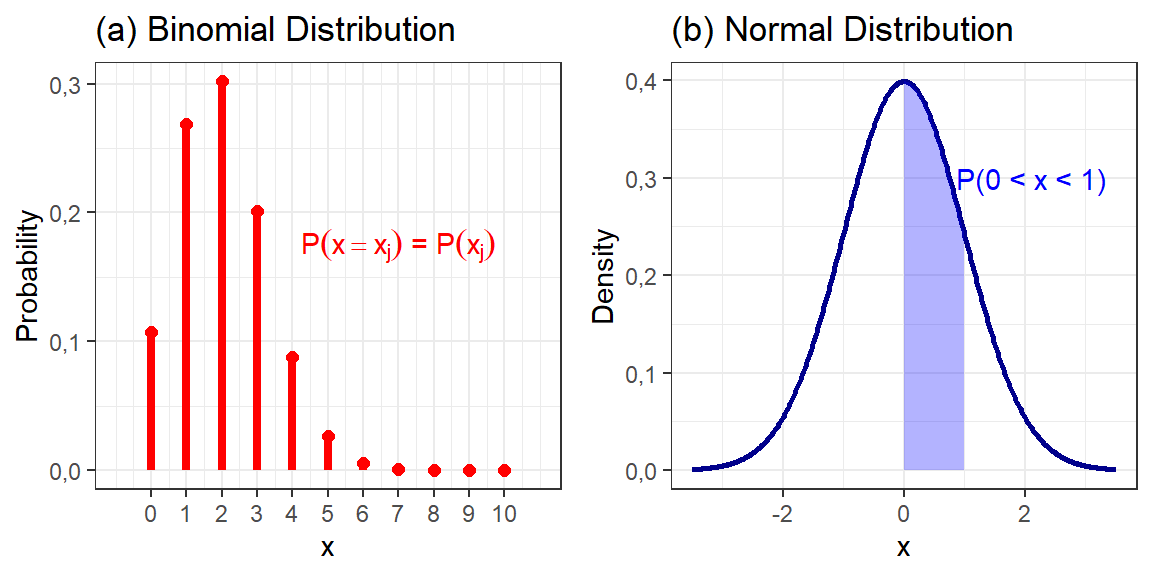 (a) Binomial Distribution
Probability
0,3
0,2
0,1
0,0
P(x = xj) = P(xj)
0 1 2 3 4 5 6 7 8 9 10
x
(b) Normal Distribution
Density
0,4
0,3
0,2
0,1
0,0
P(0 < x < 1)
-2 0 2
x